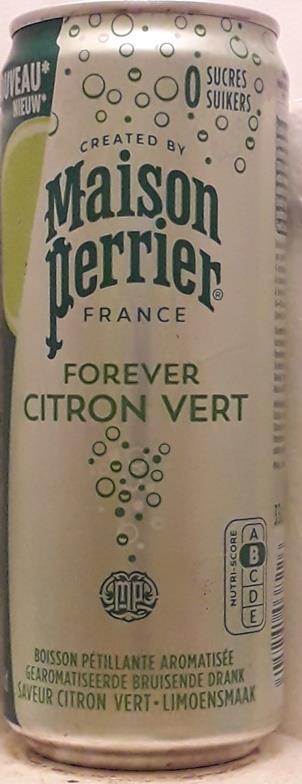 NIEUW*
0 SUCRES
SUIKERS
CREATED BY
Maison
perrier®
FRANCE
FOREVER
CITRON VERT
MP
NUTRI-SCORE
A
B
C
D
E
BOISSON PÉTILLANTE AROMATISÉE
GEAROMATISEERDE BRUISENDE DRANK
SAVEUR CITRON VERT • LIMOENSMAAK